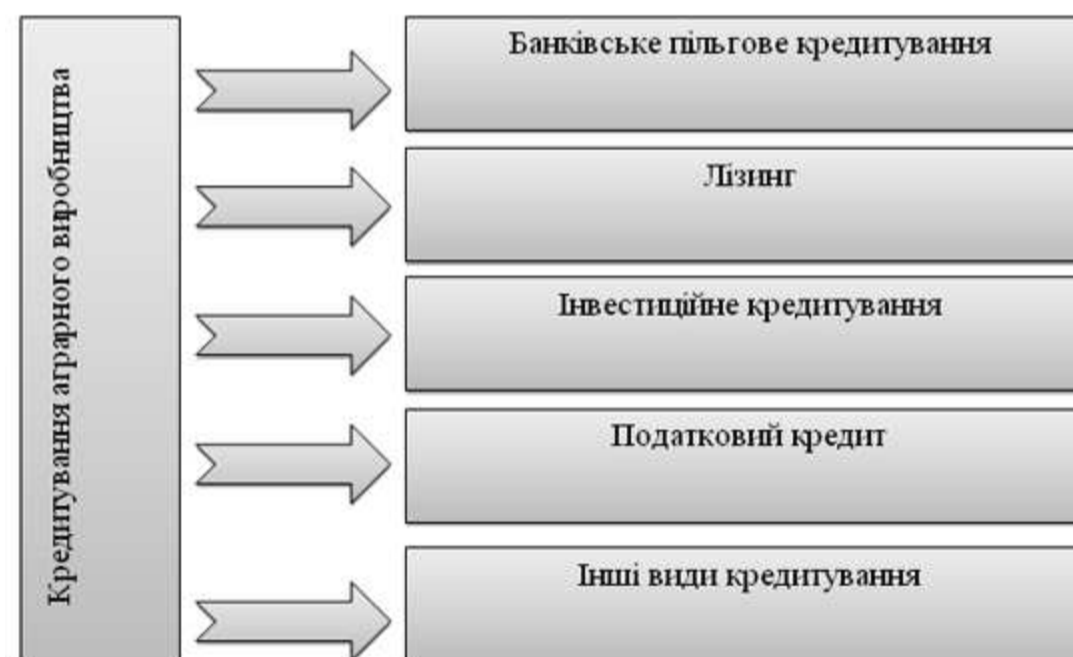 Кредитування аграрного виробництва
Банківське пільгове кредитування
Лізинг
Інвестиційне кредитування
Податковий кредит
Інші види кредитування